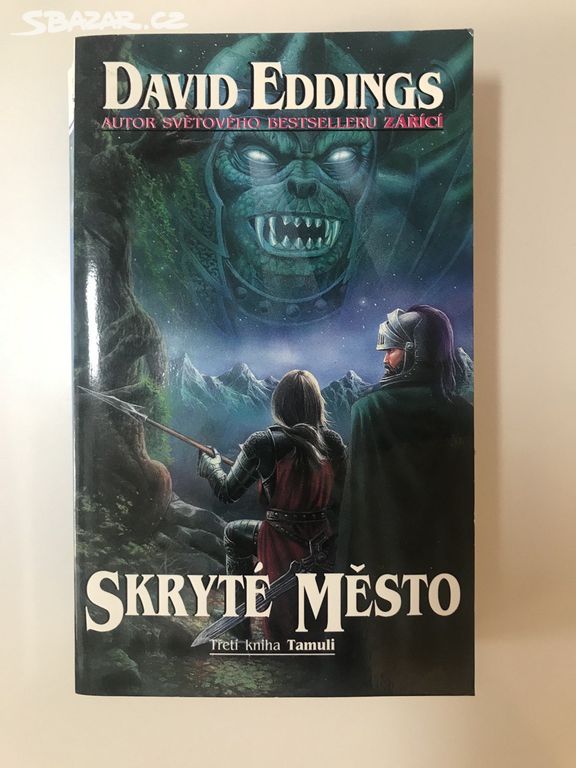 SBAZAR.CZ
DAVID EDDINGS
AUTOR SVĚTOVÉHO BESTSELLERU ZÁŘÍCÍ
SKRYTÉ MĚSTO
Třetí kniha Tamuli